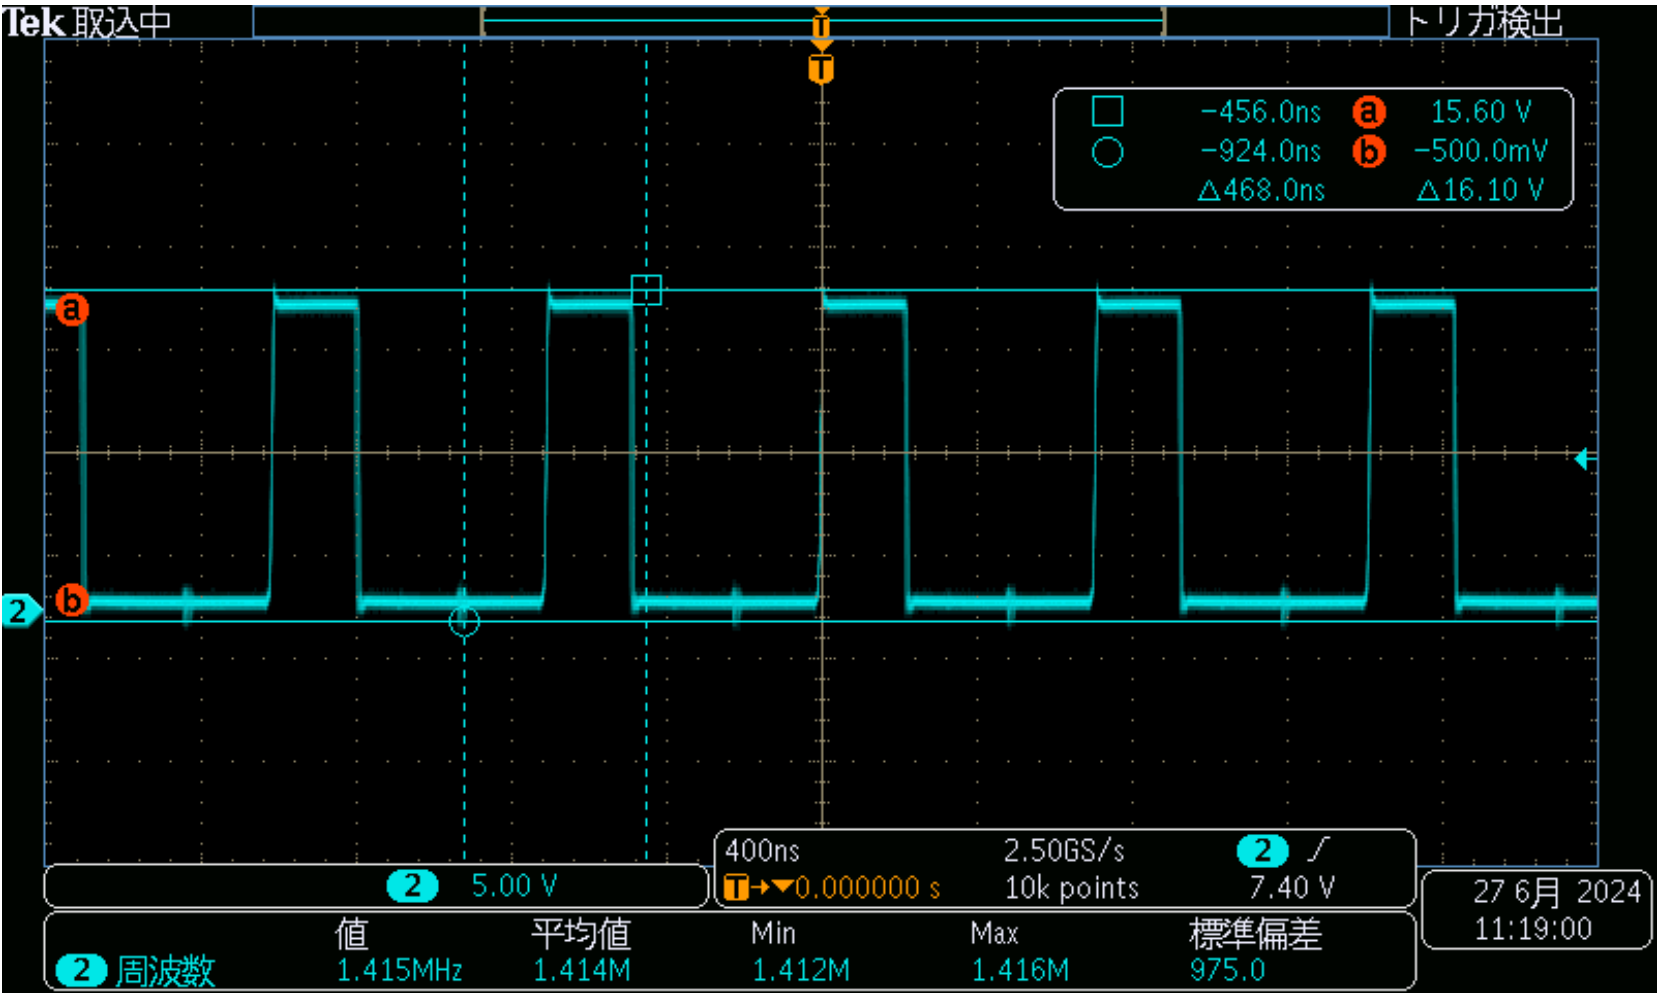 Tek 取込中
トリガ検出
T
T
-456.0ns a 15.60 V
-924.0ns b -500.0mV
△468.0ns △16.10 V
a
b
2
2 5.00 V
400ns 2.50GS/s 2
T→▼0.000000 s 10k points 7.40 V
27 6月 2024
11:19:00
値 平均値 Min Max 標準偏差
2 周波数 1.415MHz 1.414M 1.412M 1.416M 975.0